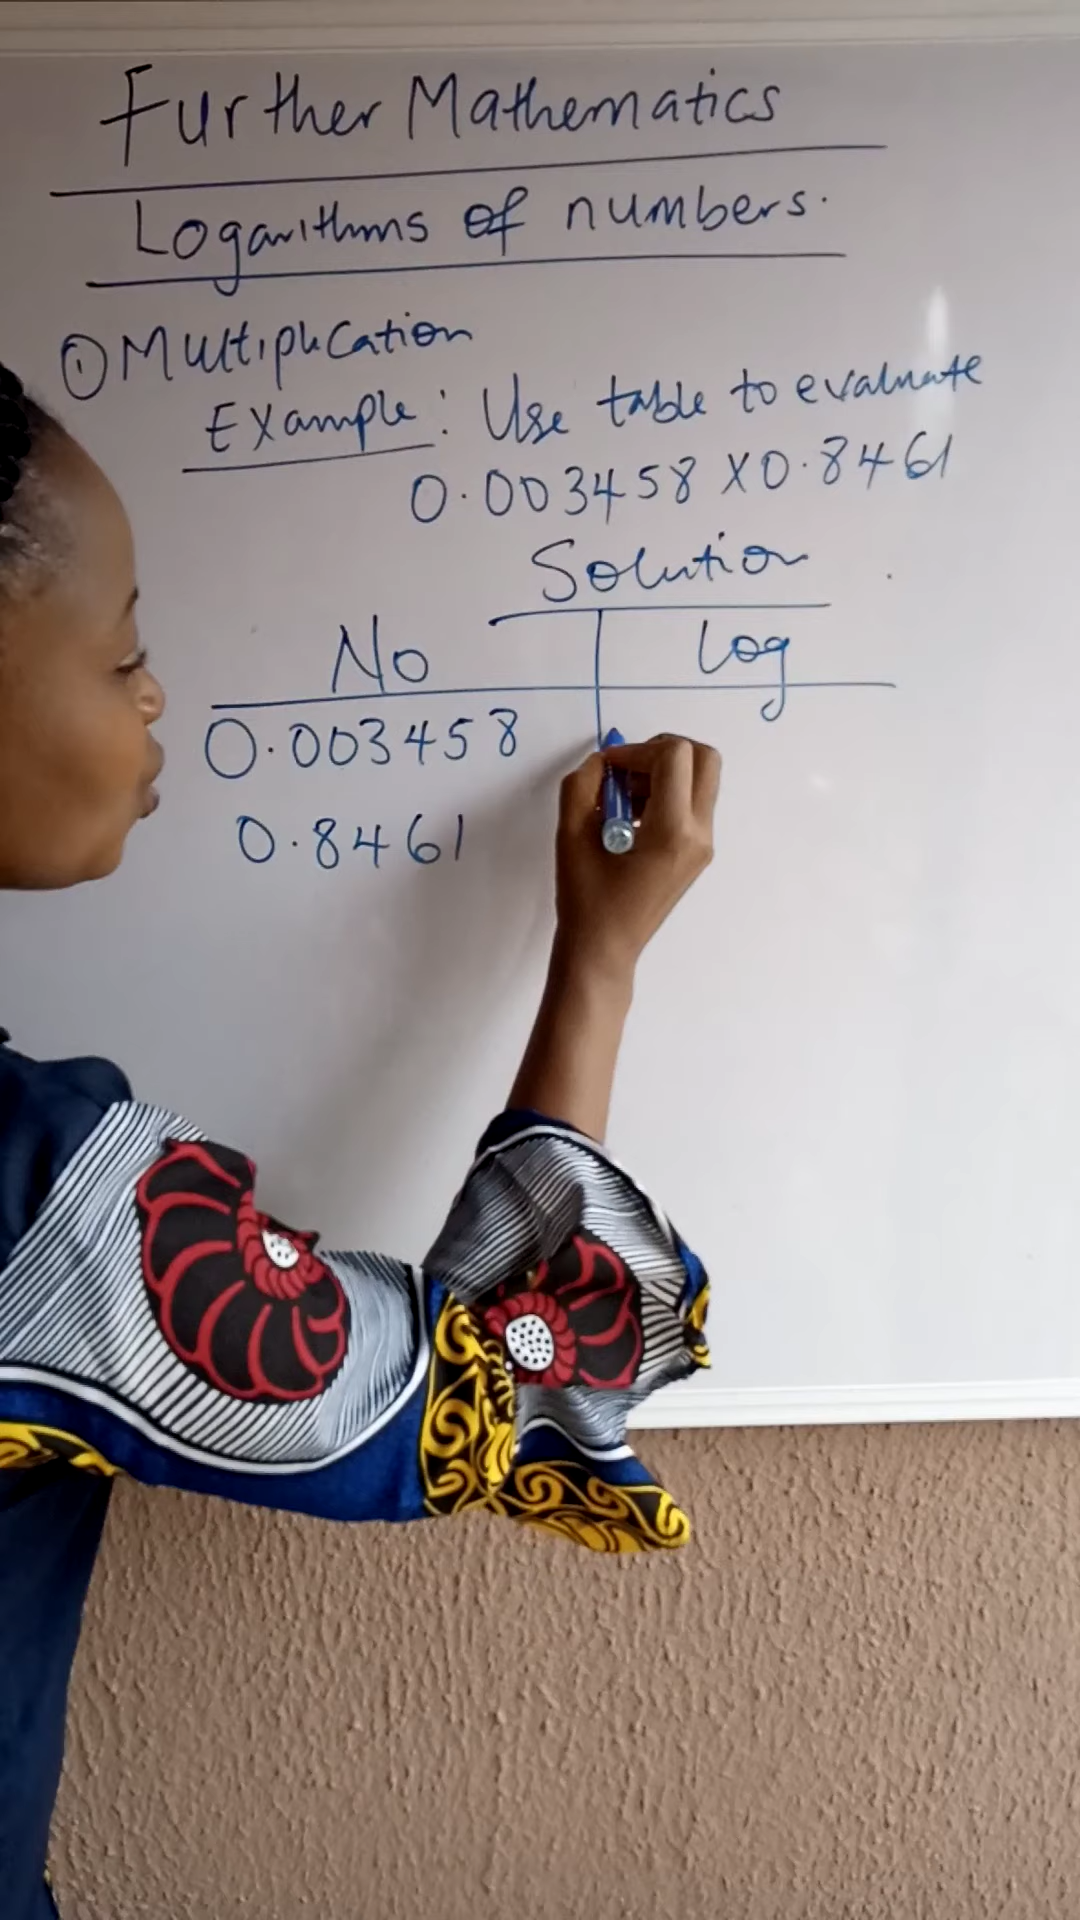 Further Mathematics
Logarithms of numbers.
① Multiplication
Example: Use table to evaluate
0.003458 X 0.8461
Solution
No Log
0.003458
0.8461